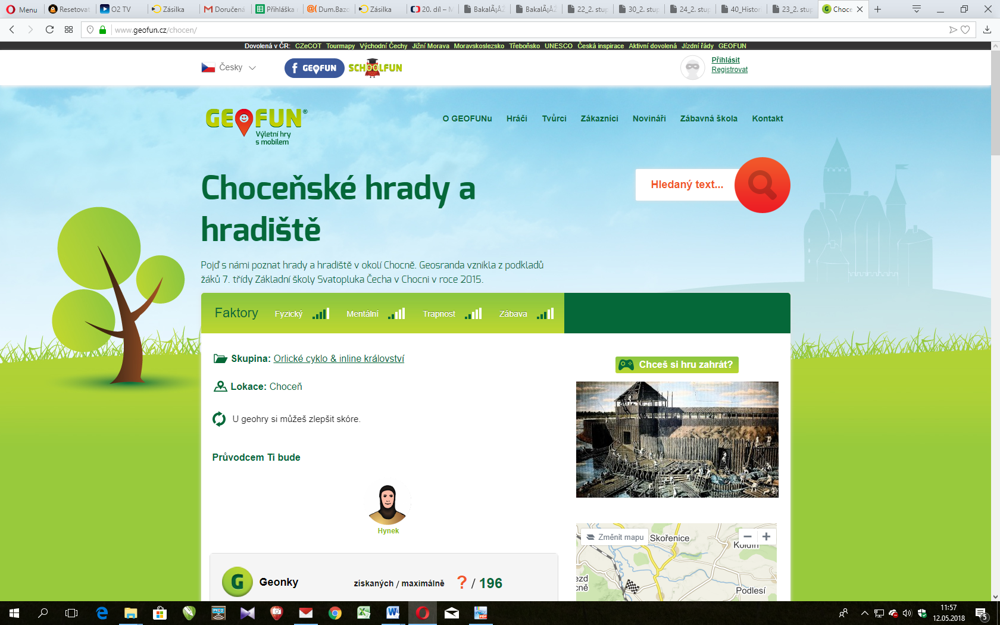 Menu Resetovat O2 TV Zásilka Doručená Přihláška Dum.Bazo Zásilka 20. díl – M BakalÃ¡ÅŽ BakalÃ¡ÅŽ 22_2. stup 30_2. stup 24_2. stup 40_Histor 23_2. stup Choce
www.geofun.cz/chocen/
Dovolená v ČR: CZeCOT Tourmapy Východní Čechy Jižní Morava Moravskoslezsko Třeboňsko UNESCO Česká inspirace Aktivní dovolená Jízdní řády GEOFUN
Česky
GEOFUN
SCHOOLFUN
Přihlásit
Registrovat
GEOFUN®
Výletní hry
s mobilem
O GEOFUNu Hráči Tvůrci Zákazníci Novináři Zábavná škola Kontakt
Choceňské hrady a
hradiště
Hledaný text...
Pojď s námi poznat hrady a hradiště v okolí Chocně. Geosranda vznikla z podkladů
žáků 7. třídy Základní školy Svatopluka Čecha v Chocni v roce 2015.
Faktory Fyzický Mentální Trapnost Zábava
Skupina: Orlické cyklo & inline království
Lokace: Choceň
U geohry si můžeš zlepšit skóre.
Průvodcem Ti bude
Hynek
G Geonky získaných / maximálně ? / 196
Chceš si hru zahrát?
Změnit mapu
Skořenice
Koldín
ezd
cně
Podlesí
11:57
12.05.2018
5